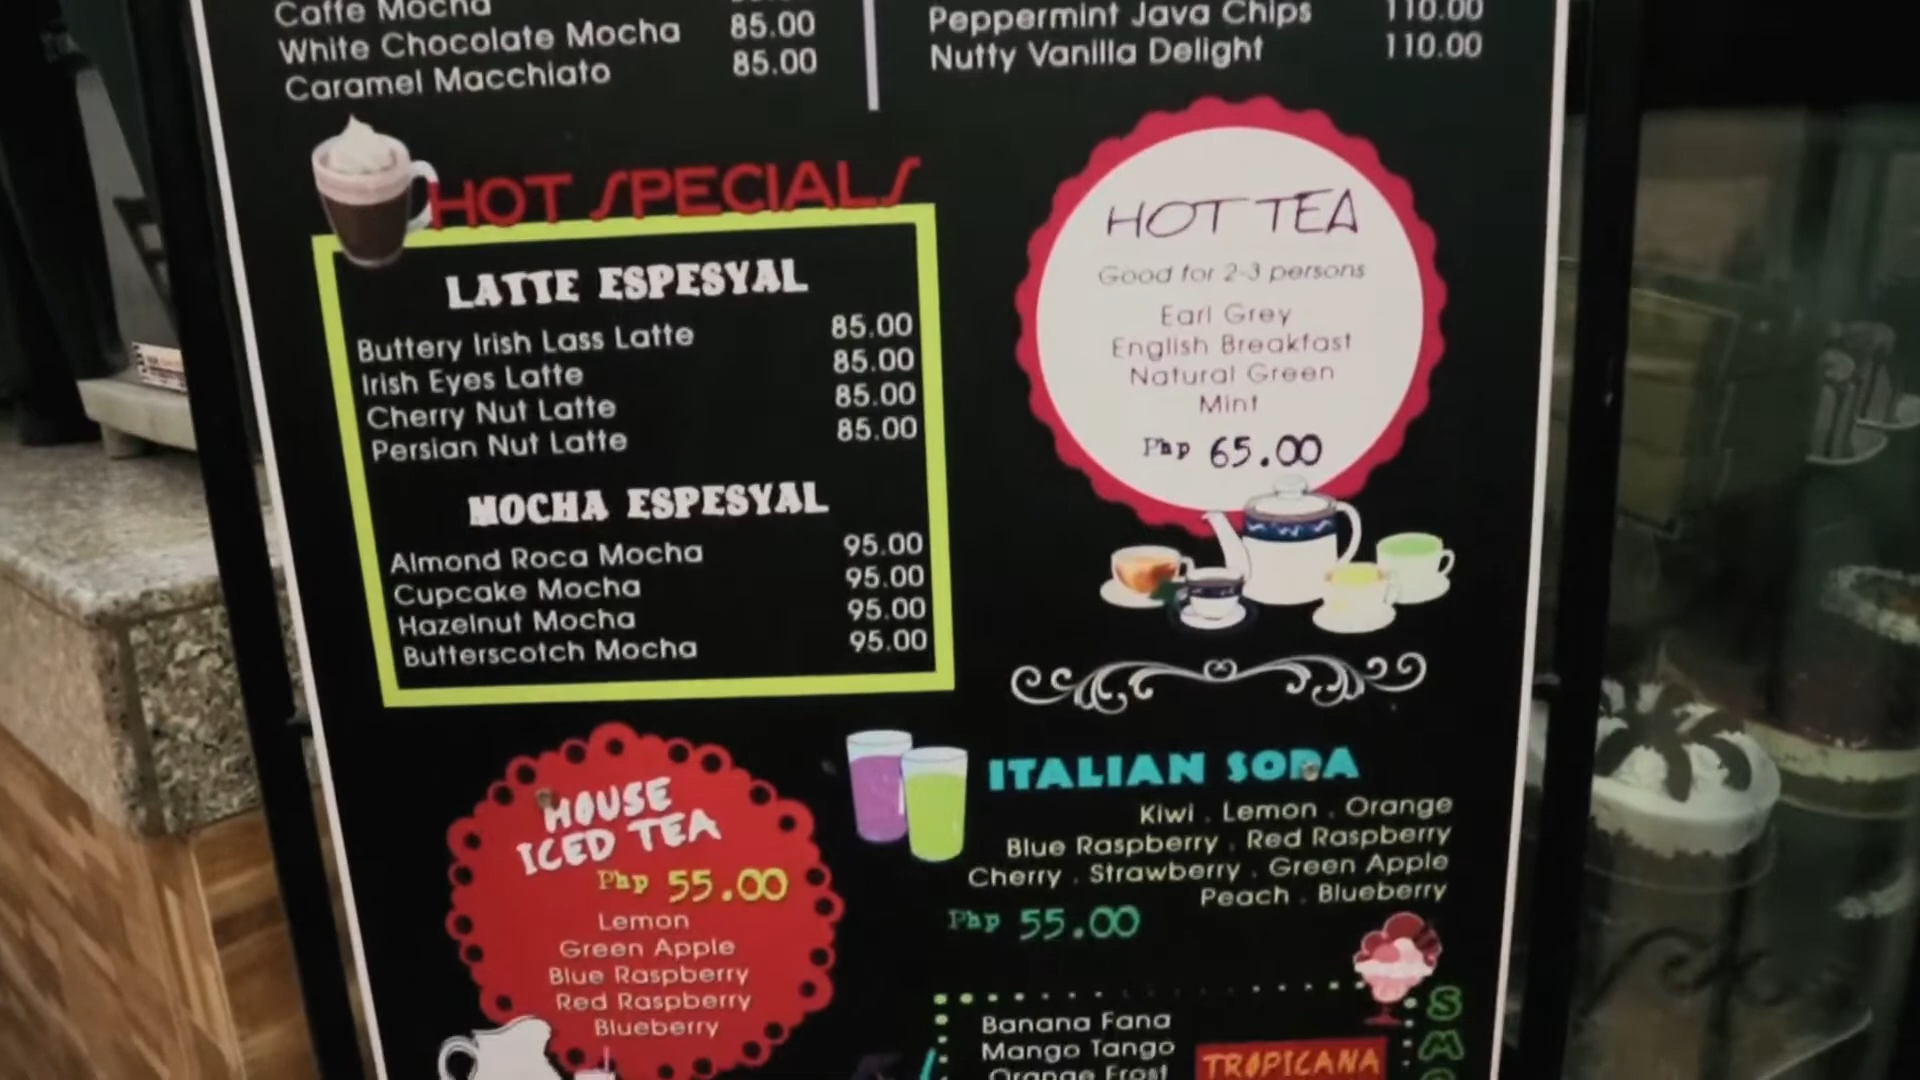 Caffe Mocha
White Chocolate Mocha 85.00
Caramel Macchiato 85.00
Peppermint Java Chips 110.00
Nutty Vanilla Delight 110.00
HOT SPECIALS
LATTE ESPESYAL
Buttery Irish Lass Latte 85.00
Irish Eyes Latte 85.00
Cherry Nut Latte 85.00
Persian Nut Latte 85.00
MOCHA ESPESYAL
Almond Roca Mocha 95.00
Cupcake Mocha 95.00
Hazelnut Mocha 95.00
Butterscotch Mocha 95.00
HOT TEA
Good for 2-3 persons
Earl Grey
English Breakfast
Natural Green
Mint
Php 65.00
HOUSE
ICED TEA
Php 55.00
Lemon
Green Apple
Blue Raspberry
Red Raspberry
Blueberry
ITALIAN SODA
Kiwi . Lemon . Orange
Blue Raspberry . Red Raspberry
Cherry . Strawberry . Green Apple
Peach . Blueberry
Php 55.00
Banana Fana
Mango Tango
Orange Frost
TROPICANA